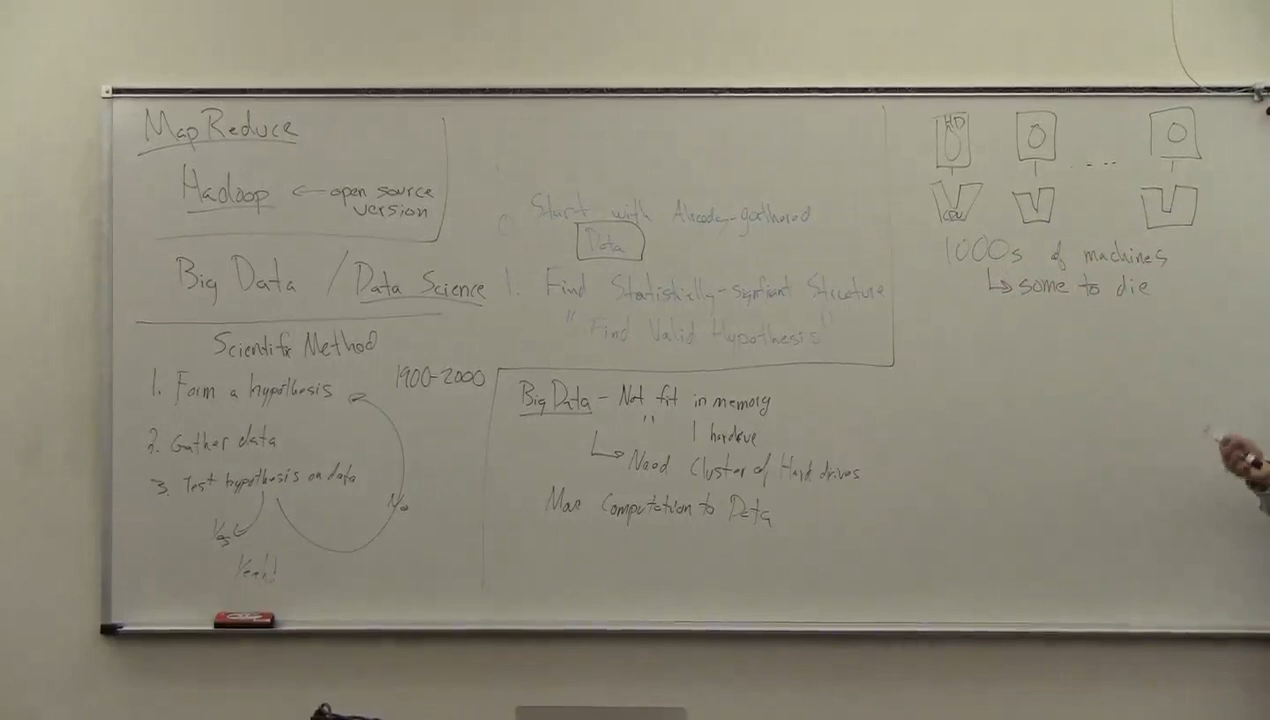 MapReduce
Hadoop ← open source
version
Big Data / Data Science
Scientific Method
1. Form a hypothesis
1900-2000
2. Gather data
3. Test hypothesis on data
Yes
No
Yeah!
0. Start with Already-gathered
Data
1. Find Statistically-significant Structure
"Find Valid Hypothesis"
Big Data - Not fit in memory
" 1 hardrive
↳ Need Cluster of Hard drives
Move Computation to Data
HD
....
CPU
1000s of machines
↳ some to die